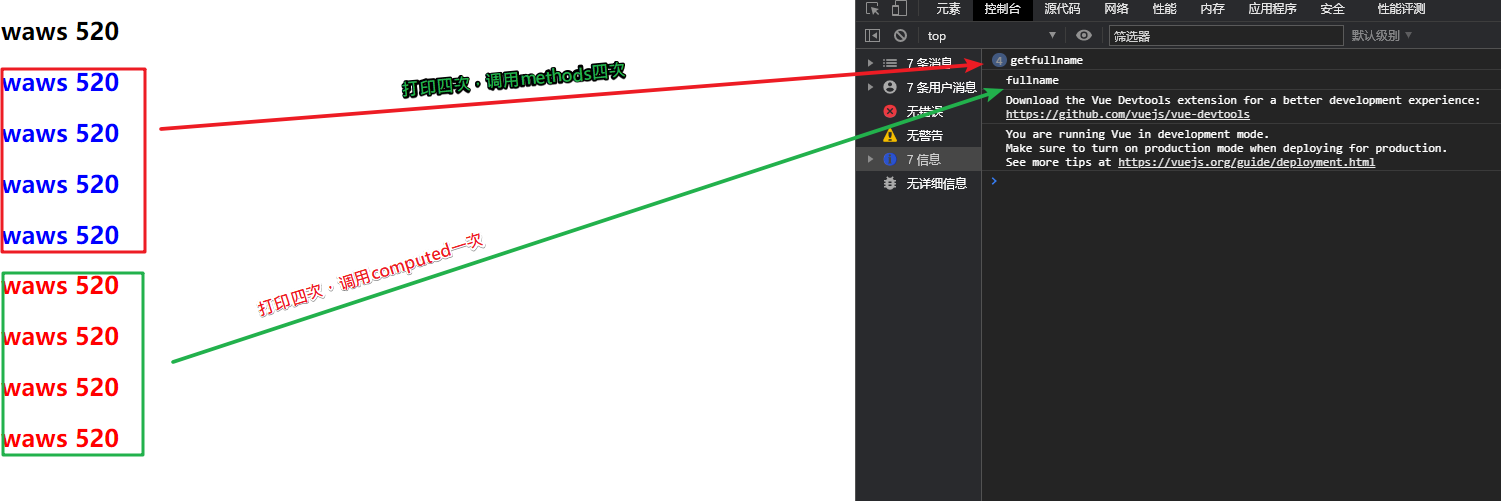 waws 520
waws 520
waws 520
waws 520
waws 520
waws 520
waws 520
waws 520
waws 520
打印四次，调用methods四次
打印四次，调用computed一次
元素 控制台 源代码 网络 性能 内存 应用程序 安全 性能评测
top 筛选器 默认级别
7 条消息
7 条用户消息
无错误
无警告
7 信息
无详细信息
4 getfullname
fullname
Download the Vue Devtools extension for a better development experience:
https://github.com/vuejs/vue-devtools
You are running Vue in development mode.
Make sure to turn on production mode when deploying for production.
See more tips at https://vuejs.org/guide/deployment.html